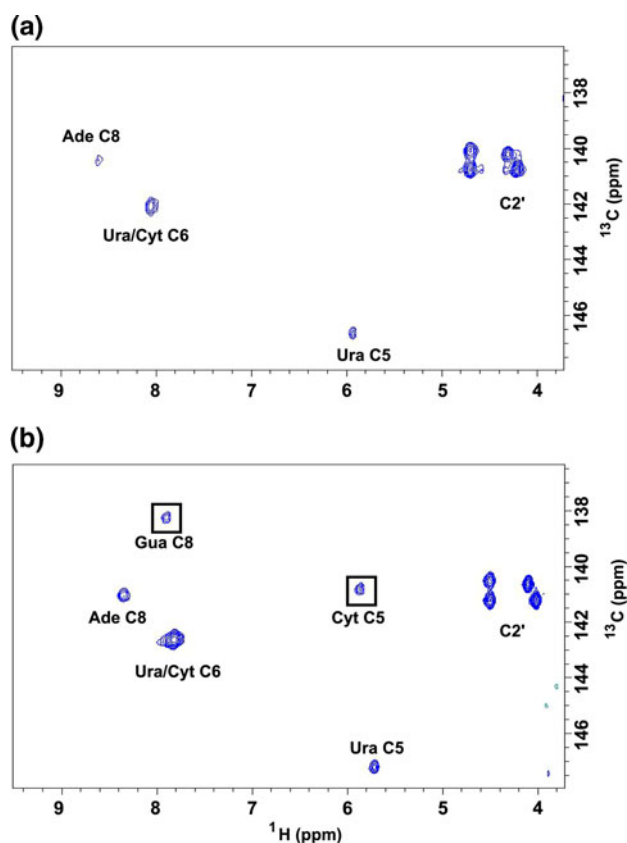 (a)
138
Ade C8
140
142
Ura/Cyt C6
C2'
144
146
Ura C5
¹³C (ppm)
9 8 7 6 5 4
(b)
138
Gua C8
140
Cyt C5
Ade C8
142
C2'
Ura/Cyt C6
144
Ura C5
146
¹³C (ppm)
9 8 7 6 5 4
¹H (ppm)